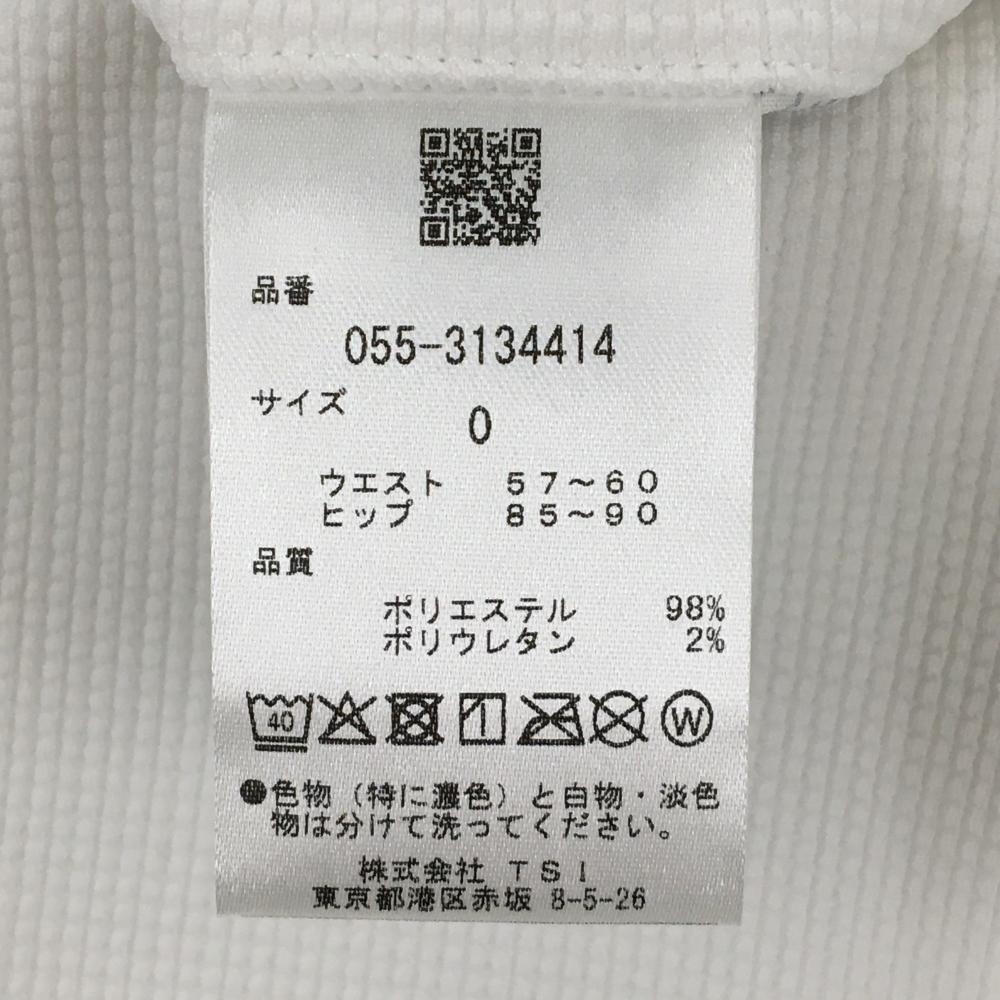 品番
055-3134414
サイズ
0
ウエスト 57～60
ヒップ 85～90
品質
ポリエステル 98%
ポリウレタン 2%
40 W
●色物（特に濃色）と白物・淡色
物は分けて洗ってください。
株式会社 TSI
東京都港区赤坂 8-5-26